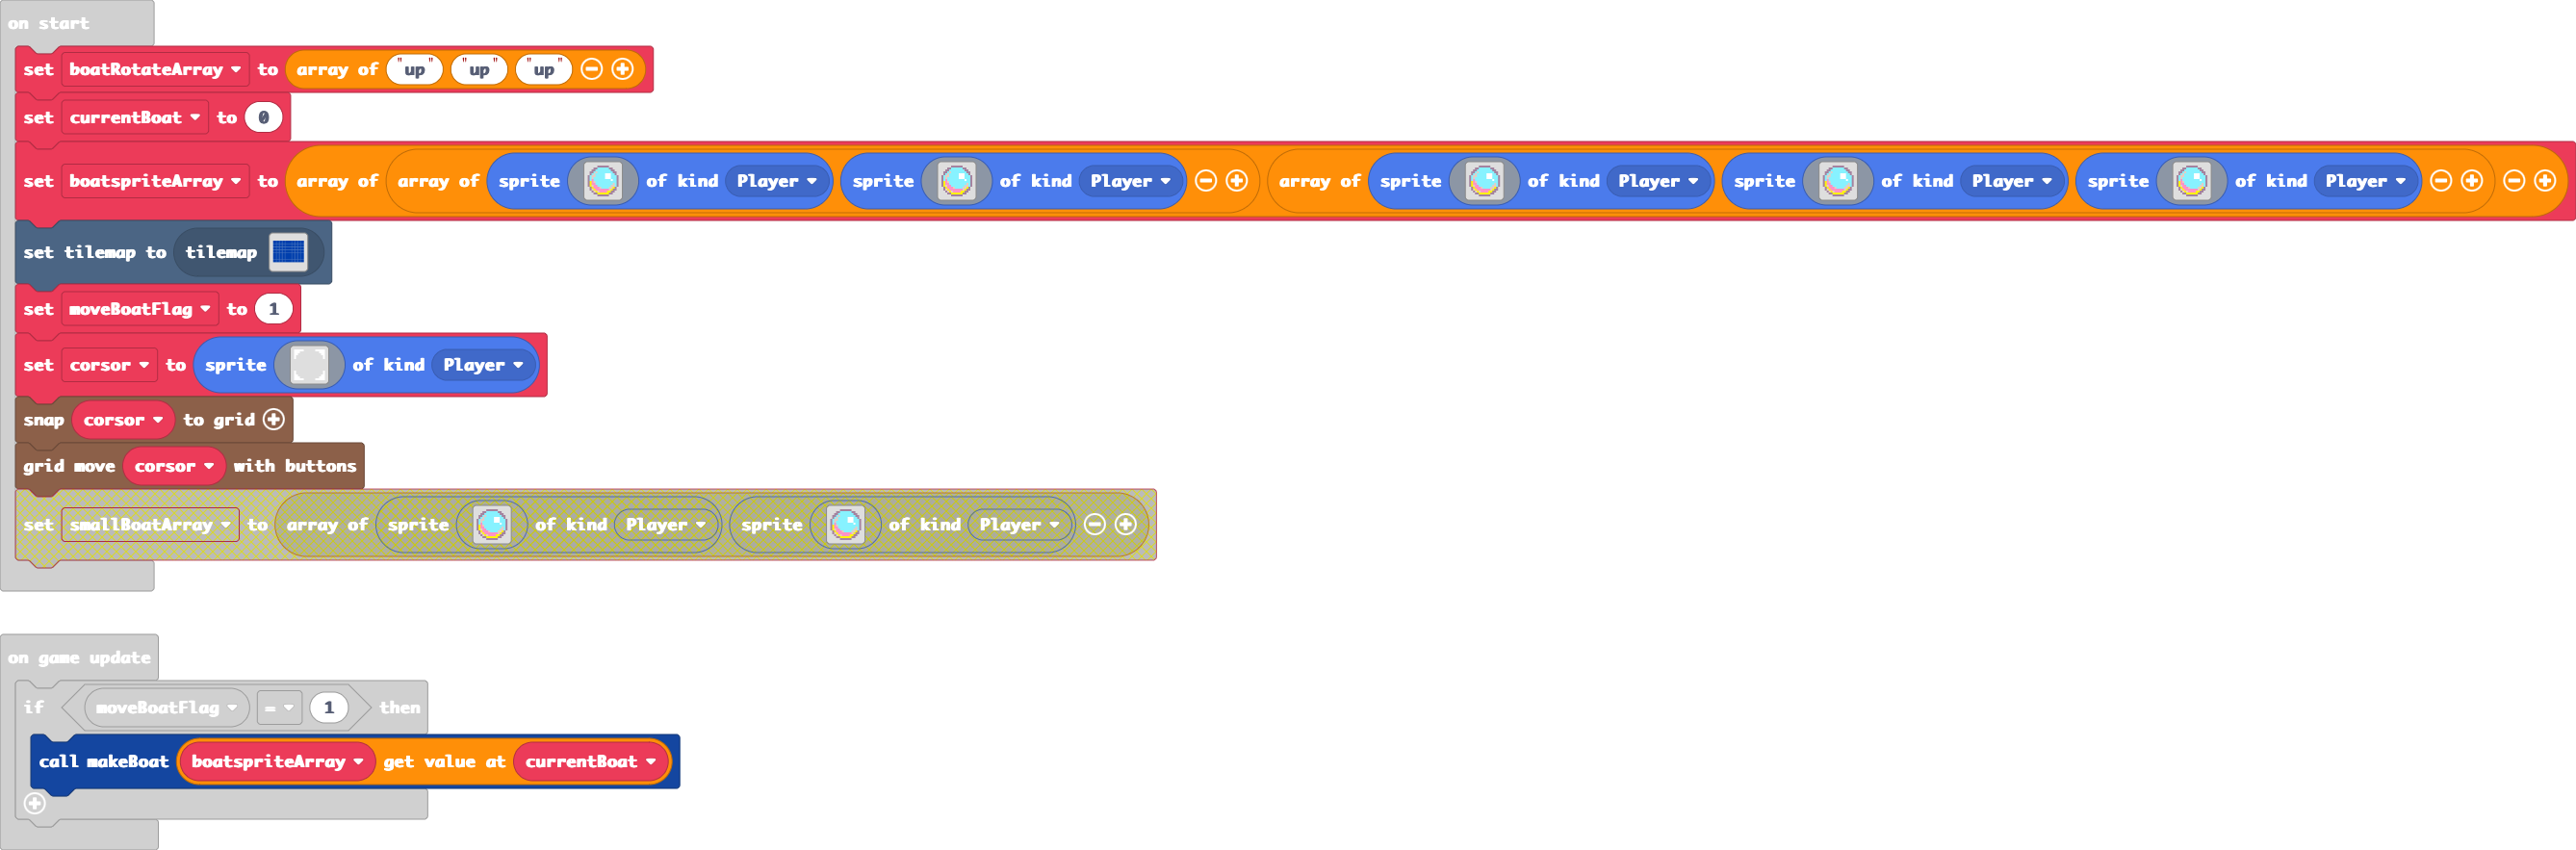 on start
set boatRotateArray to array of "up" "up" "up"
set currentBoat to 0
set boatspriteArray to array of array of sprite of kind Player sprite of kind Player array of sprite of kind Player sprite of kind Player sprite of kind Player
set tilemap to tilemap
set moveBoatFlag to 1
set corsor to sprite of kind Player
snap corsor to grid
grid move corsor with buttons
set smallBoatArray to array of sprite of kind Player sprite of kind Player
on game update
if moveBoatFlag = 1 then
call makeBoat boatspriteArray get value at currentBoat